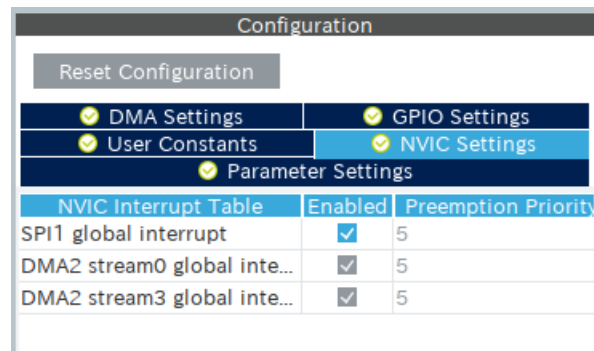 Configuration
Reset Configuration
DMA Settings GPIO Settings
User Constants NVIC Settings
Parameter Settings
NVIC Interrupt Table Enabled Preemption Priority
SPI1 global interrupt 5
DMA2 stream0 global inte... 5
DMA2 stream3 global inte... 5